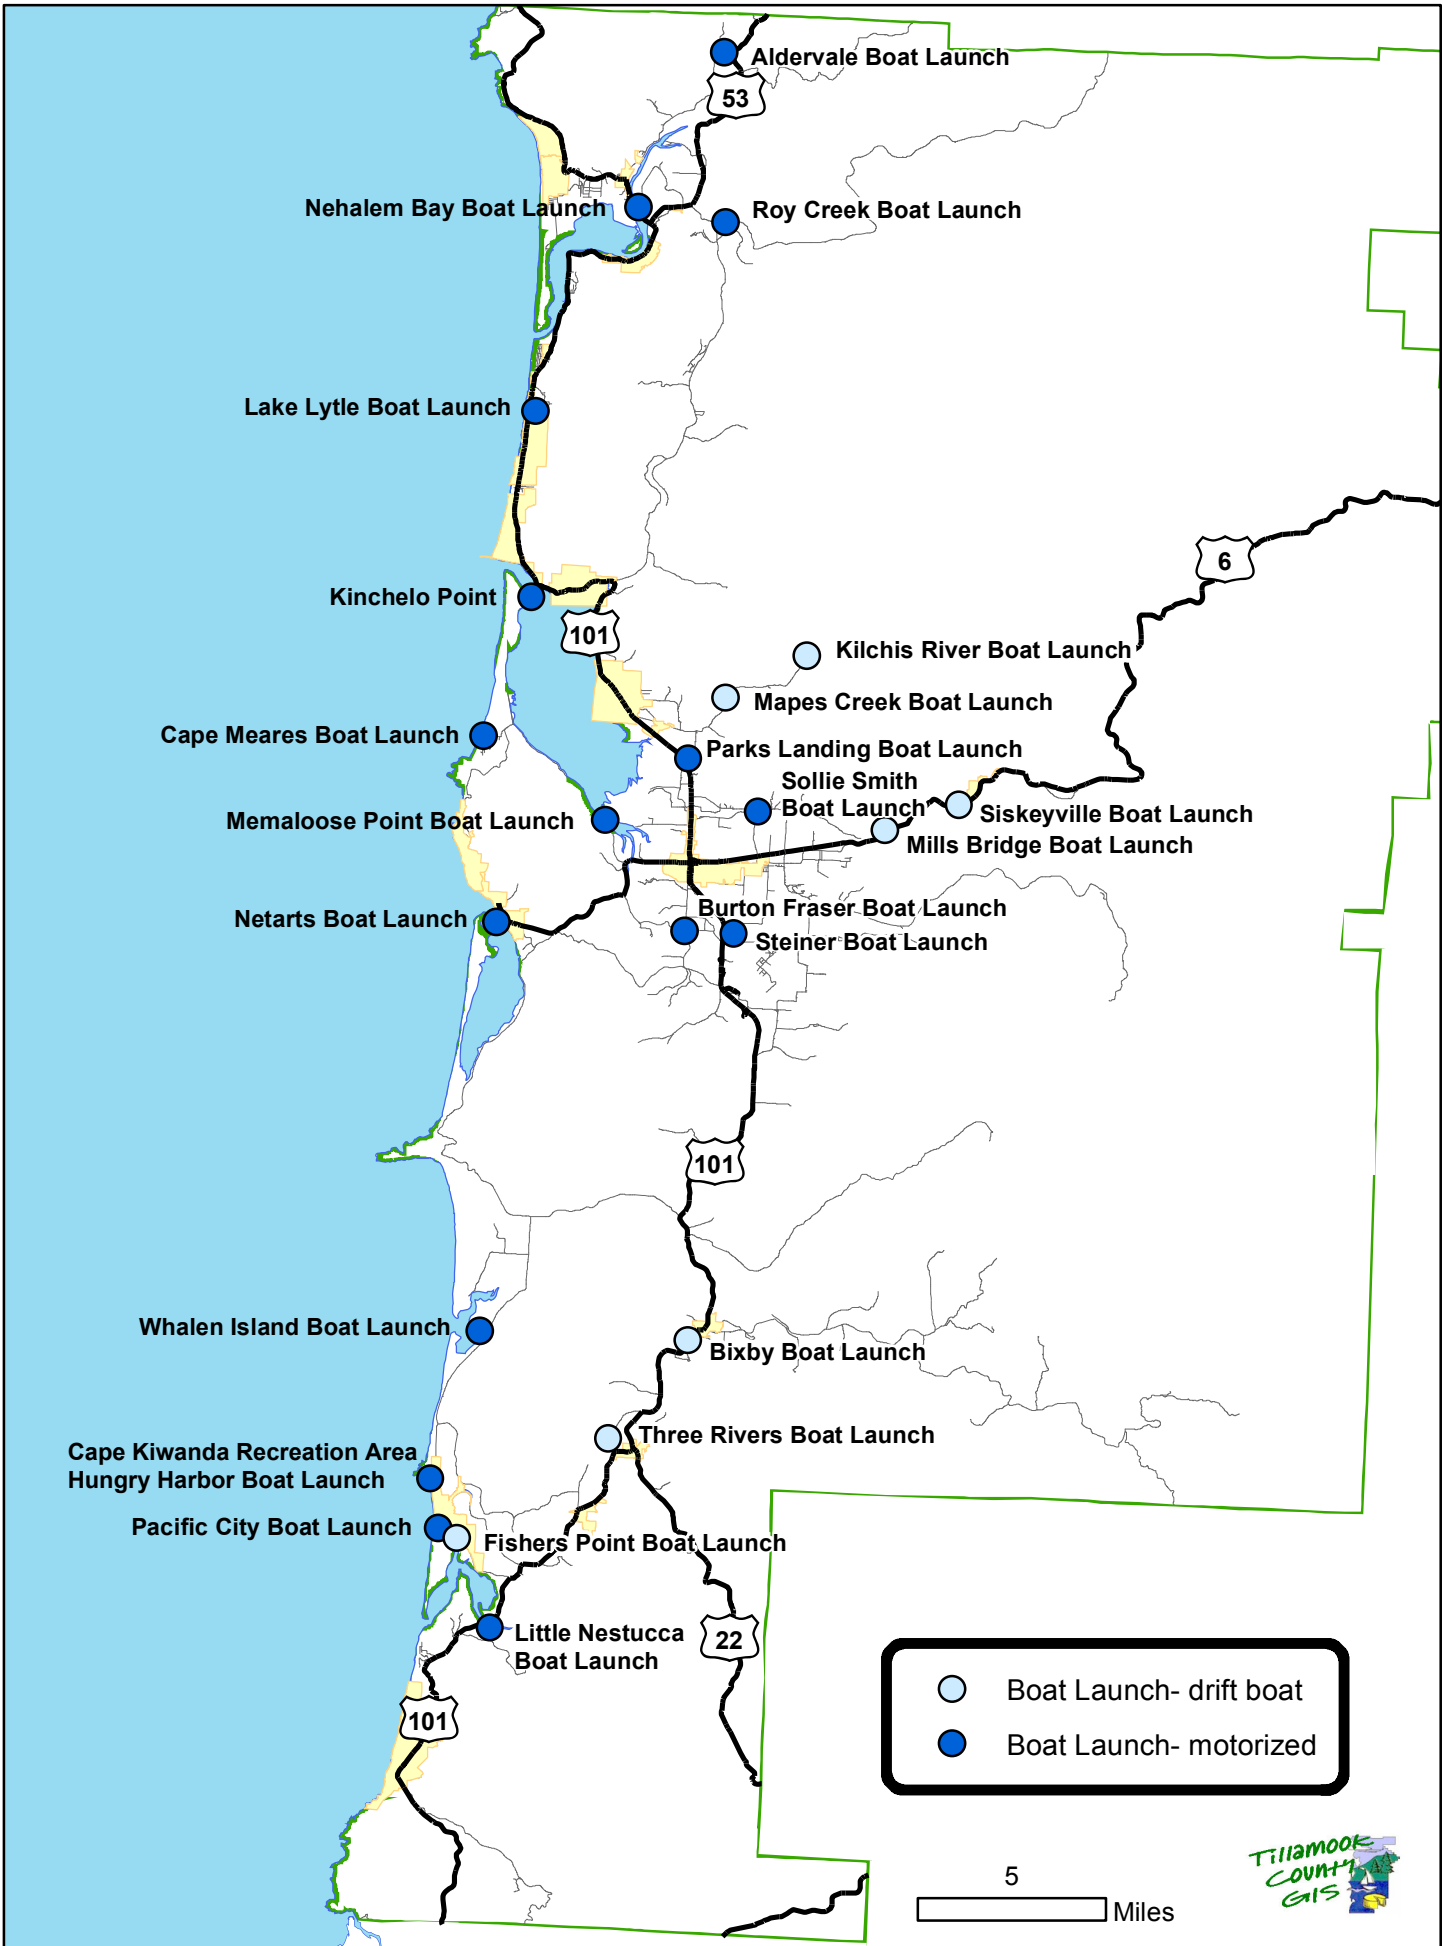 Aldervale Boat Launch
53
Nehalem Bay Boat Launch
Roy Creek Boat Launch
Lake Lytle Boat Launch
6
Kinchelo Point
101
Kilchis River Boat Launch
Mapes Creek Boat Launch
Cape Meares Boat Launch
Parks Landing Boat Launch
Sollie Smith
Boat Launch
Siskeyville Boat Launch
Memaloose Point Boat Launch
Mills Bridge Boat Launch
Burton Fraser Boat Launch
Netarts Boat Launch
Steiner Boat Launch
101
Whalen Island Boat Launch
Bixby Boat Launch
Three Rivers Boat Launch
Cape Kiwanda Recreation Area
Hungry Harbor Boat Launch
Pacific City Boat Launch
Fishers Point Boat Launch
Little Nestucca
Boat Launch
22
101
Boat Launch- drift boat
Boat Launch- motorized
5
Miles
Tillamook
County
GIS